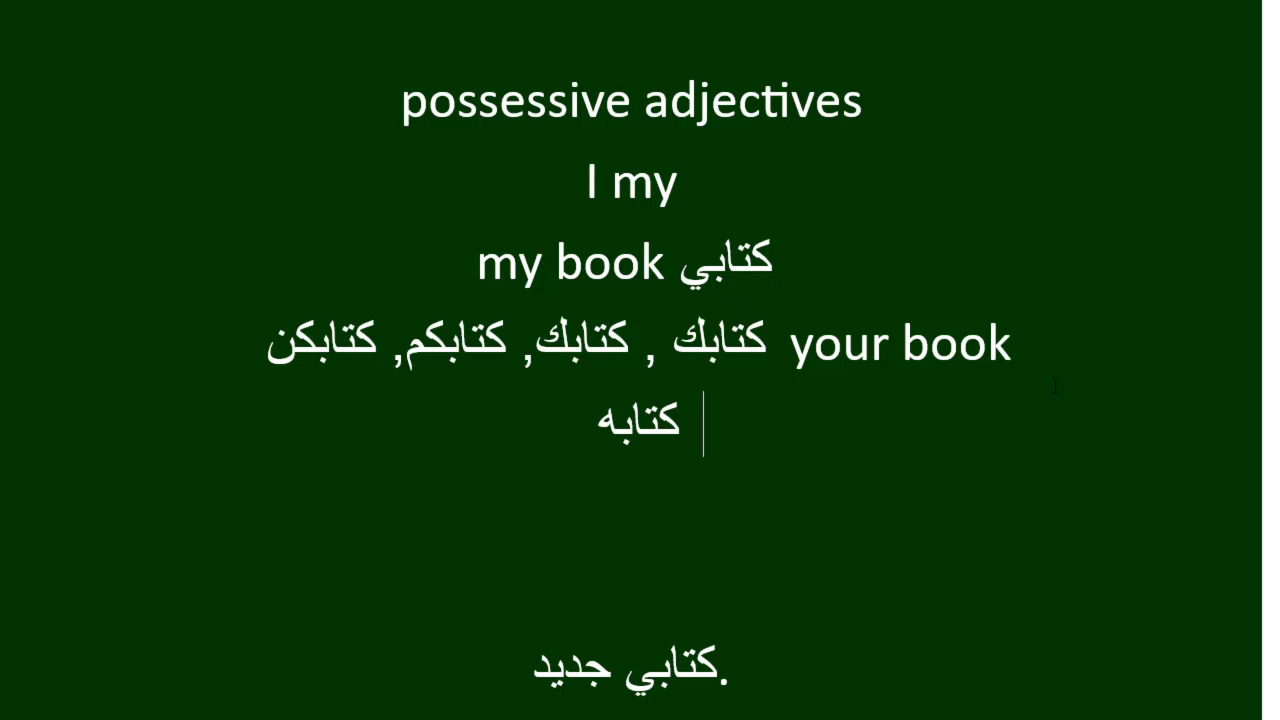 possessive adjectives
I my
my book كتابي
كتابك , كتابك, كتابكم, كتابكن your book
كتابه
كتابي جديد.